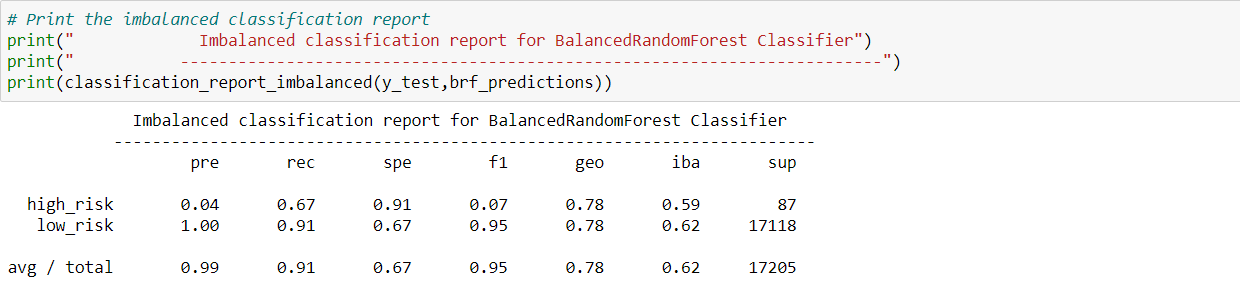 # Print the imbalanced classification report
print("             Imbalanced classification report for BalancedRandomForest Classifier")
print("           -------------------------------------------------------------------------")
print(classification_report_imbalanced(y_test,brf_predictions))
             Imbalanced classification report for BalancedRandomForest Classifier
           -------------------------------------------------------------------------
                   pre       rec       spe        f1       geo       iba       sup
  high_risk       0.04      0.67      0.91      0.07      0.78      0.59        87
   low_risk       1.00      0.91      0.67      0.95      0.78      0.62     17118
avg / total       0.99      0.91      0.67      0.95      0.78      0.62     17205